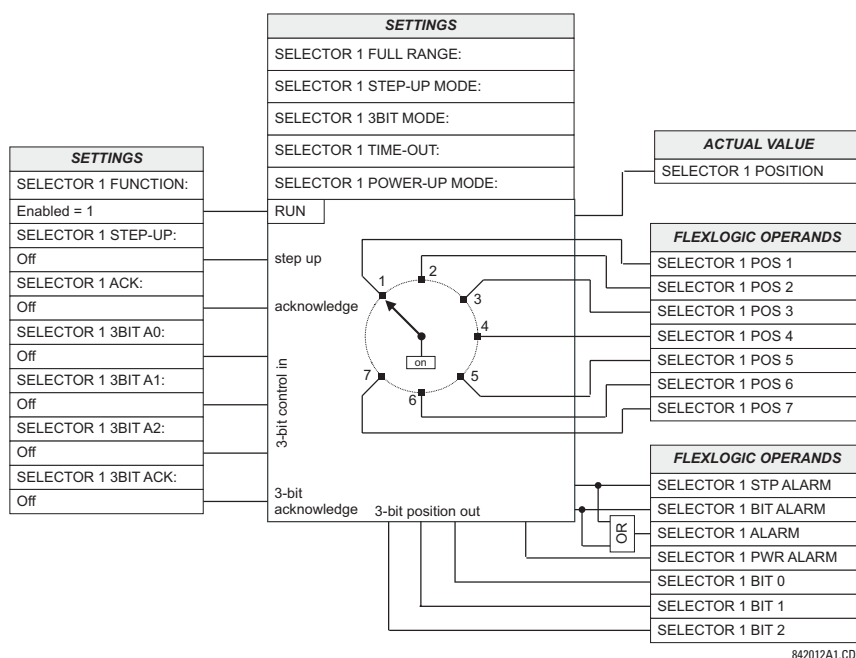 SETTINGS
SELECTOR 1 FULL RANGE:
SELECTOR 1 STEP-UP MODE:
SELECTOR 1 3BIT MODE:
SELECTOR 1 TIME-OUT:
SELECTOR 1 POWER-UP MODE:
SETTINGS
SELECTOR 1 FUNCTION:
Enabled = 1
SELECTOR 1 STEP-UP:
Off
SELECTOR 1 ACK:
Off
SELECTOR 1 3BIT A0:
Off
SELECTOR 1 3BIT A1:
Off
SELECTOR 1 3BIT A2:
Off
SELECTOR 1 3BIT ACK:
Off
RUN
step up
acknowledge
3-bit control in
3-bit
acknowledge
3-bit position out
1
2
3
4
5
6
7
on
ACTUAL VALUE
SELECTOR 1 POSITION
FLEXLOGIC OPERANDS
SELECTOR 1 POS 1
SELECTOR 1 POS 2
SELECTOR 1 POS 3
SELECTOR 1 POS 4
SELECTOR 1 POS 5
SELECTOR 1 POS 6
SELECTOR 1 POS 7
FLEXLOGIC OPERANDS
SELECTOR 1 STP ALARM
SELECTOR 1 BIT ALARM
OR
SELECTOR 1 ALARM
SELECTOR 1 PWR ALARM
SELECTOR 1 BIT 0
SELECTOR 1 BIT 1
SELECTOR 1 BIT 2
842012A1.CD